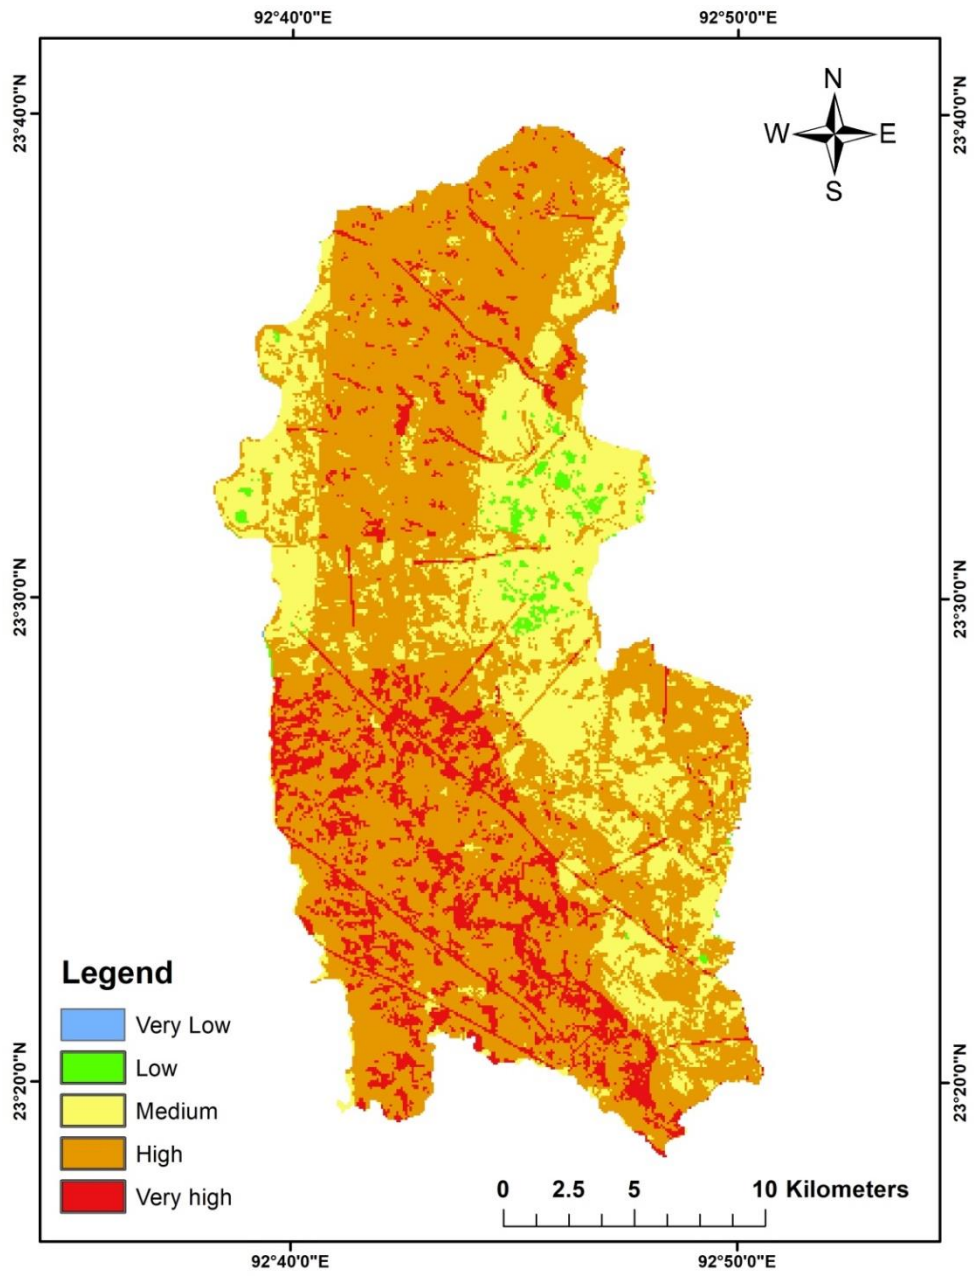 92°40'0"E 92°50'0"E
23°40'0"N 23°40'0"N
N
W E
S
23°30'0"N 23°30'0"N
Legend
Very Low
Low
Medium
High
Very high
23°20'0"N 23°20'0"N
0 2.5 5 10 Kilometers
92°40'0"E 92°50'0"E